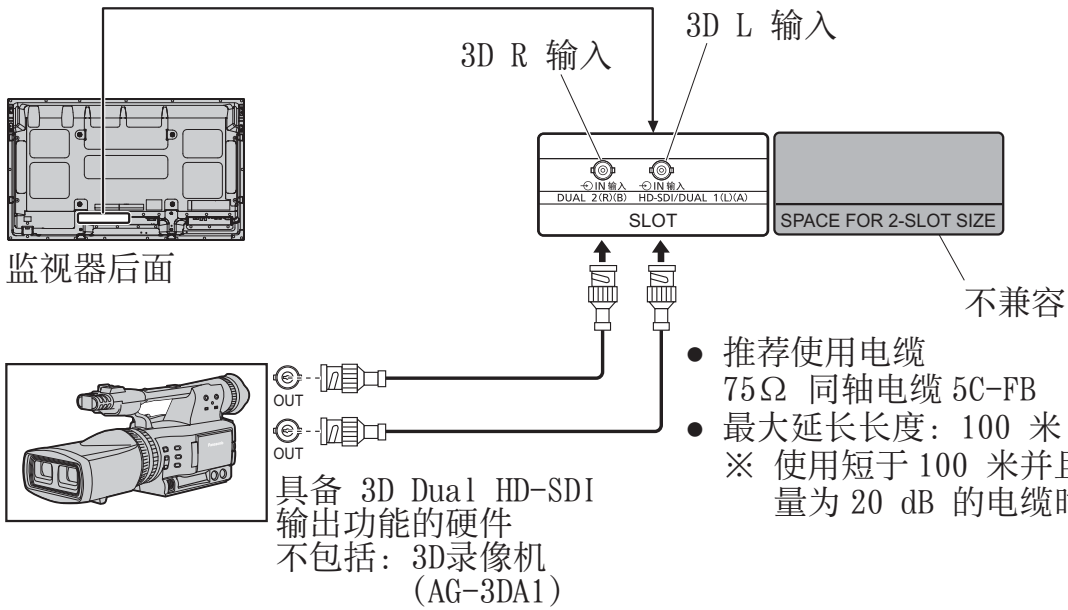 3D L 输入
3D R 输入
IN 输入
IN 输入
DUAL 2(R)(B)
HD-SDI/DUAL 1(L)(A)
SLOT
SPACE FOR 2-SLOT SIZE
监视器后面
不兼容
● 推荐使用电缆
75Ω 同轴电缆 5C-FB
● 最大延长长度: 100 米
※ 使用短于 100 米并且
量为 20 dB 的电缆时
OUT
OUT
具备 3D Dual HD-SDI
输出功能的硬件
不包括: 3D录像机
(AG-3DA1)